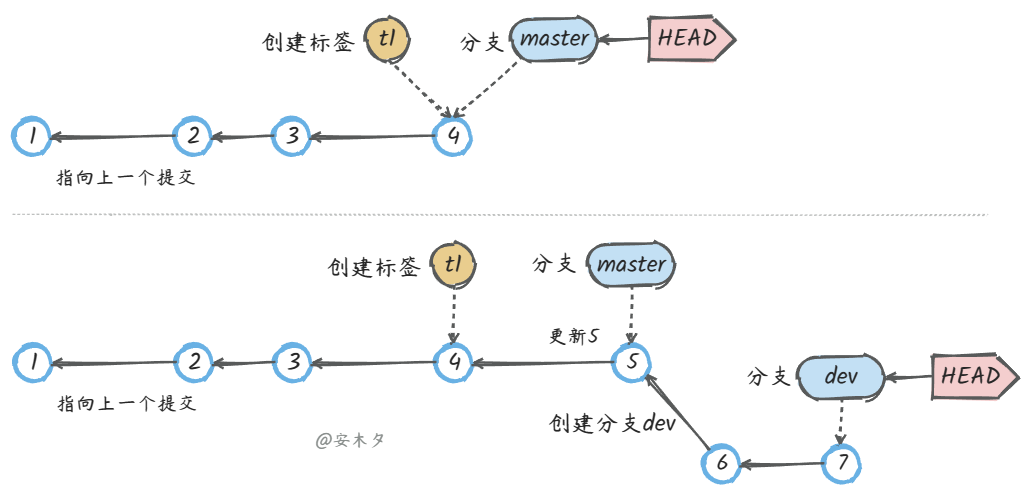 创建标签 t1 分支 master HEAD
1 2 3 4
指向上一个提交
创建标签 t1 分支 master
更新5
1 2 3 4 5
分支 dev HEAD
指向上一个提交
创建分支dev
@安木夕
6 7